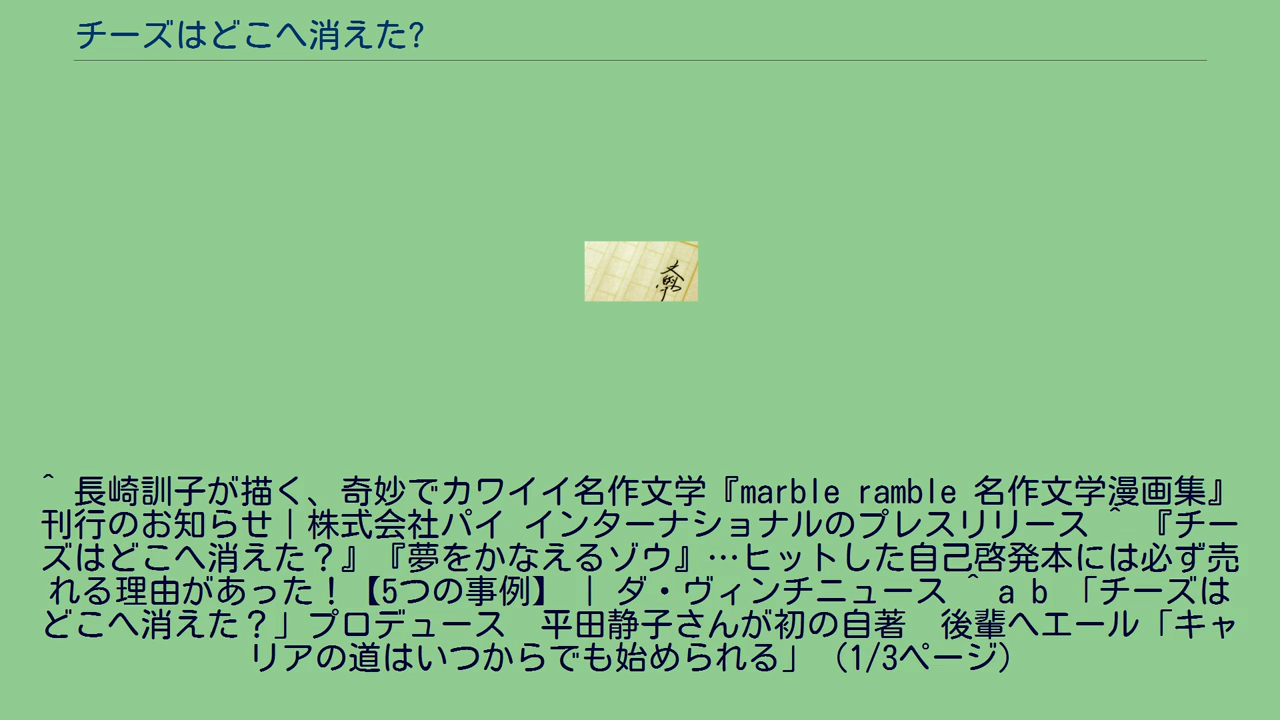 チーズはどこへ消えた?
^ 長崎訓子が描く、奇妙でカワイイ名作文学『marble ramble 名作文学漫画集』
刊行のお知らせ｜株式会社パイ インターナショナルのプレスリリース ^ 『チー
ズはどこへ消えた？』『夢をかなえるゾウ』…ヒットした自己啓発本には必ず売
れる理由があった！【5つの事例】 ｜ ダ・ヴィンチニュース ^ a b 「チーズは
どこへ消えた？」プロデュース　平田静子さんが初の自著　後輩へエール「キャ
リアの道はいつからでも始められる」（1/3ページ）